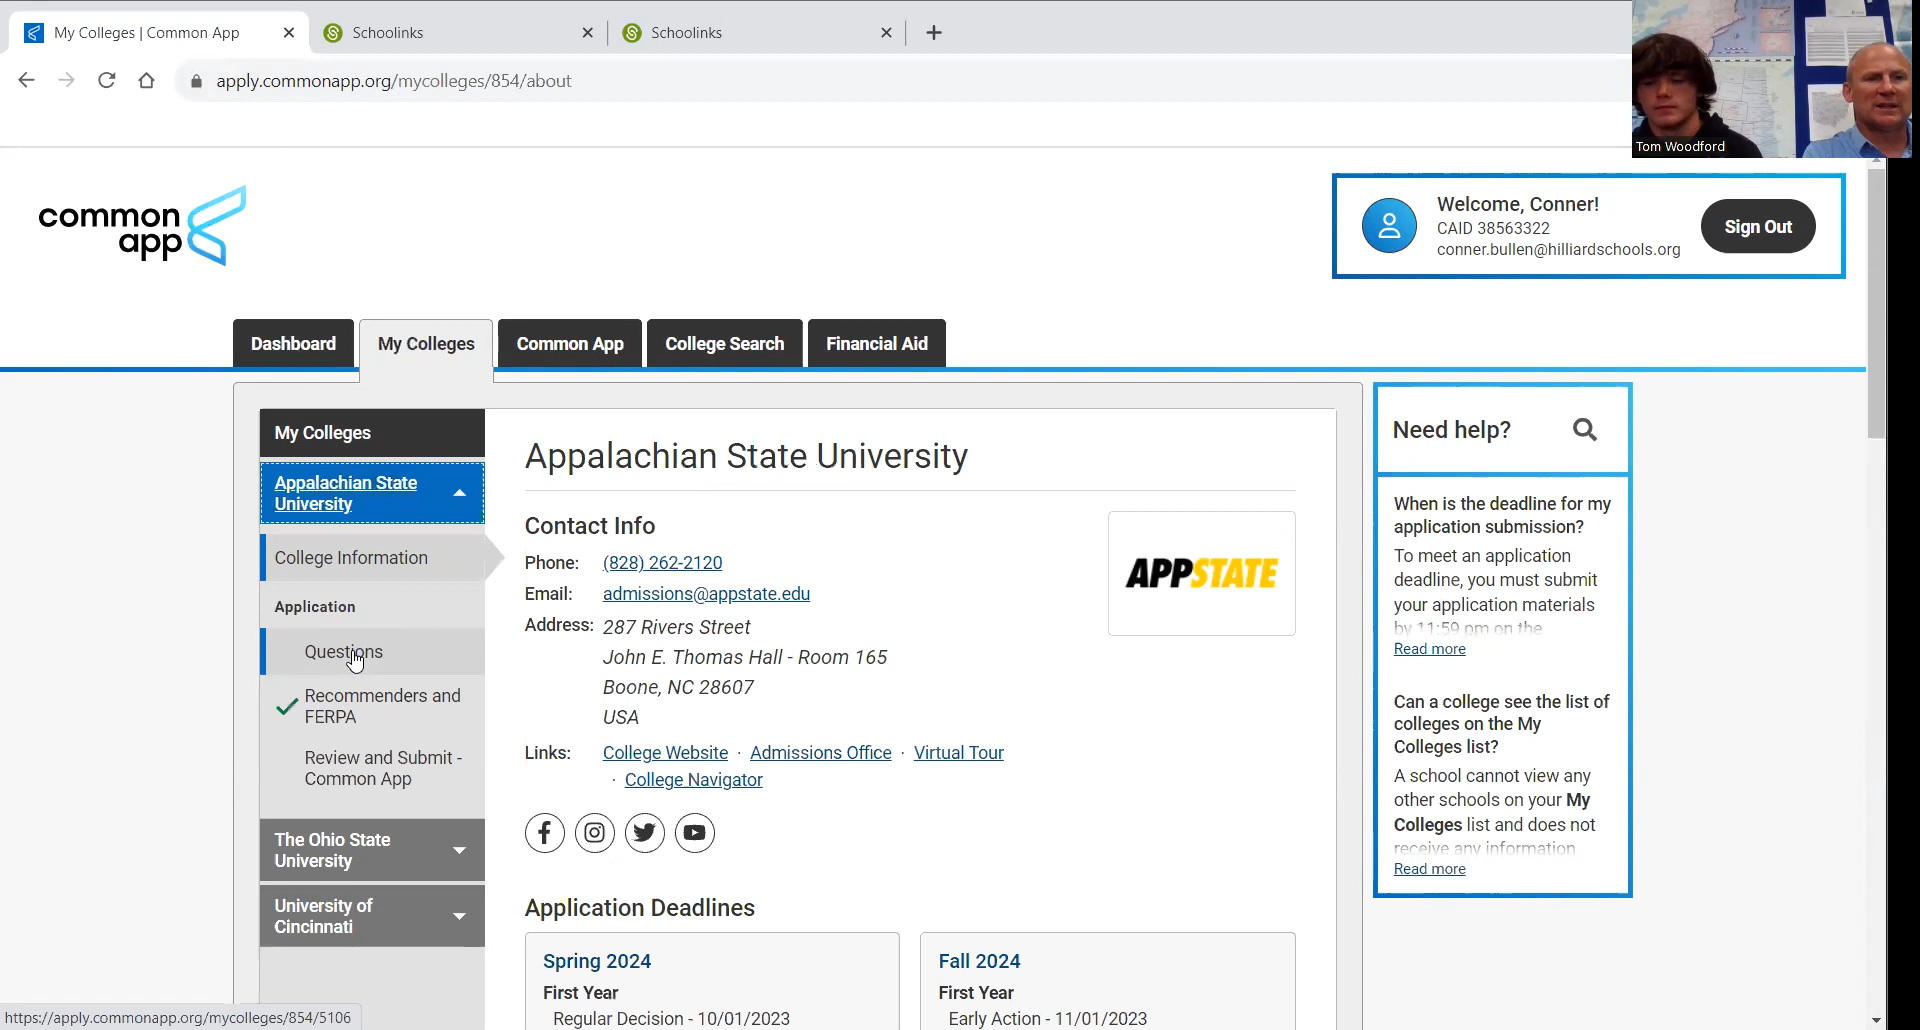 My Colleges | Common App
Schoolinks
Schoolinks
apply.commonapp.org/mycolleges/854/about
Tom Woodford
common
app
Welcome, Conner!
CAID 38563322
conner.bullen@hilliardschools.org
Sign Out
Dashboard
My Colleges
Common App
College Search
Financial Aid
My Colleges
Appalachian State
University
College Information
Application
Questions
Recommenders and
FERPA
Review and Submit -
Common App
The Ohio State
University
University of
Cincinnati
Appalachian State University
Contact Info
Phone: (828) 262-2120
Email: admissions@appstate.edu
Address: 287 Rivers Street
John E. Thomas Hall - Room 165
Boone, NC 28607
USA
Links: College Website · Admissions Office · Virtual Tour
· College Navigator
APPSTATE
Application Deadlines
Spring 2024
First Year
Regular Decision - 10/01/2023
Fall 2024
First Year
Early Action - 11/01/2023
Need help?
When is the deadline for my
application submission?
To meet an application
deadline, you must submit
your application materials
by 11:59 pm on the
Read more
Can a college see the list of
colleges on the My
Colleges list?
A school cannot view any
other schools on your My
Colleges list and does not
receive any information
Read more
https://apply.commonapp.org/mycolleges/854/5106